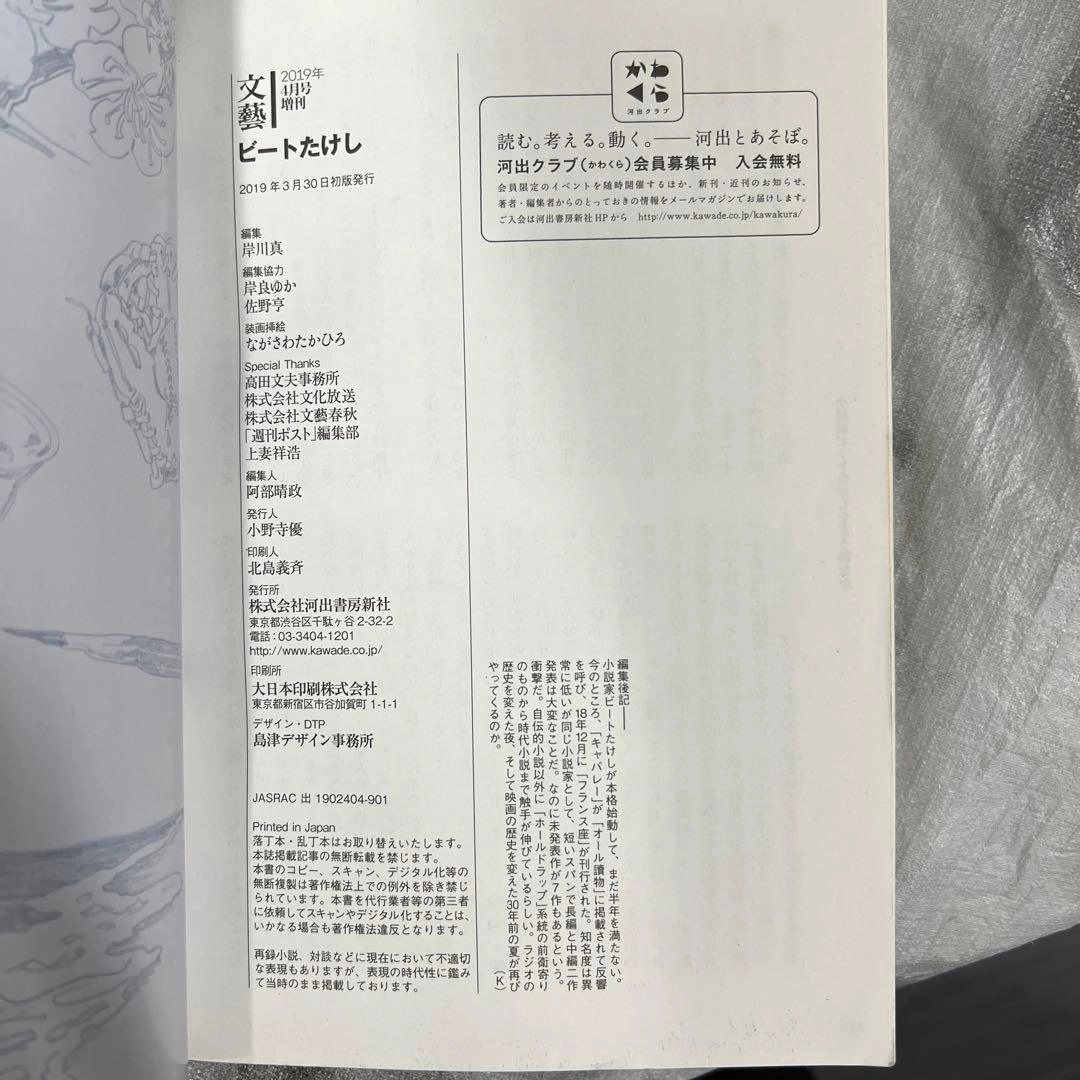 文藝
2019年
4月号
増刊
ビートたけし
2019年3月30日初版発行
編集
岸川真
編集協力
岸良ゆか
佐野亨
装画挿絵
ながさわたかひろ
Special Thanks
高田文夫事務所
株式会社文化放送
株式会社文藝春秋
「週刊ポスト」編集部
上妻祥浩
編集人
阿部晴政
発行人
小野寺優
印刷人
北島義斉
発行所
株式会社河出書房新社
東京都渋谷区千駄ヶ谷2-32-2
電話：03-3404-1201
http://www.kawade.co.jp/
印刷所
大日本印刷株式会社
東京都新宿区市谷加賀町1-1-1
デザイン・DTP
島津デザイン事務所
JASRAC 出 1902404-901
Printed in Japan
落丁本・乱丁本はお取り替えいたします。
本誌掲載記事の無断転載を禁じます。
本書のコピー、スキャン、デジタル化等の
無断複製は著作権法上での例外を除き禁じ
られています。本書を代行業者等の第三者
に依頼してスキャンやデジタル化することは、
いかなる場合も著作権法違反となります。
再録小説、対談などに現在において不適切
な表現もありますが、表現の時代性に鑑み
て当時のまま掲載しております。
かわ
くら
河出クラブ
読む。考える。動く。――河出とあそぼ。
河出クラブ（かわくら）会員募集中　入会無料
会員限定のイベントを随時開催するほか、新刊・近刊のお知らせ、
著者・編集者からのとっておきの情報をメールマガジンでお届けします。
ご入会は河出書房新社HPから　http://www.kawade.co.jp/kawakura/
編集後記――
小説家ビートたけしが本格始動して、まだ半年を満たない。
今のところ、「キャバレー」が「オール讀物」に掲載されて反響
を呼び、18年12月に「フランス座」が刊行された。知名度は異
常に低いが同じ小説家として、短いスパンで長編と中編二作
発表は大変なことだ。なのに未発表作が7作もあるという。
衝撃だ。自伝的小説以外に「ホールドラップ」系統の前衛寄り
のものから時代小説まで触手が伸びているらしい。ラジオの
歴史を変えた夜、そして映画の歴史を変えた30年前の夏が再び
やってくるのか。
（K）